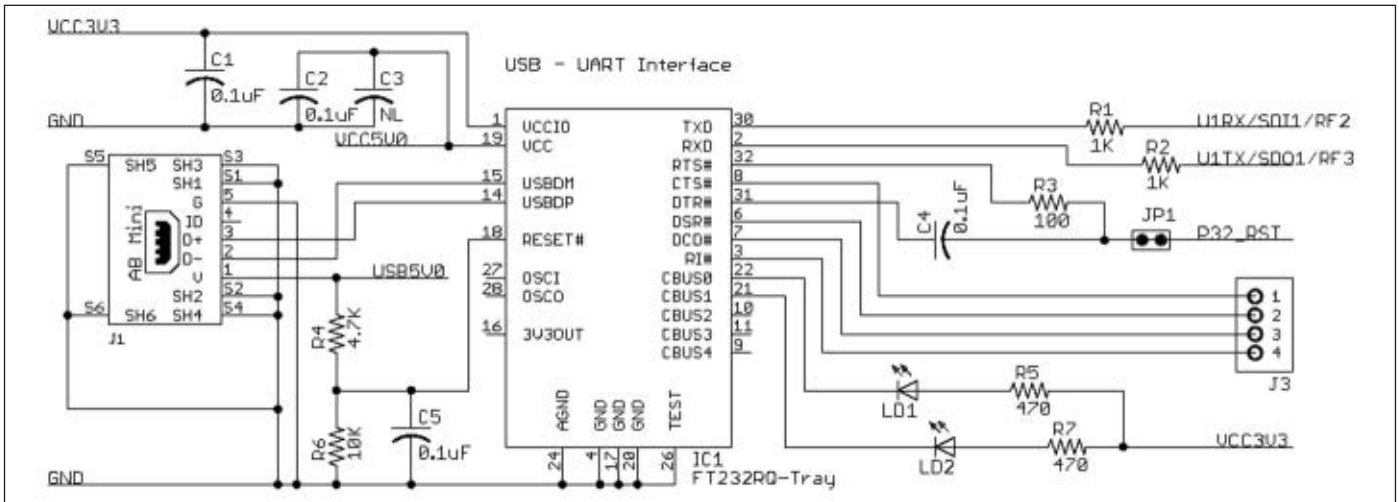 VCC3V3
C1
0.1uF
C2
0.1uF
C3
NL
GND
VCC5V0
USB - UART Interface
1 VCCIO
19 VCC
15 USBDM
14 USBDP
18 RESET#
27 OSCI
28 OSCO
16 3V3OUT
TXD 30
RXD 2
RTS# 32
CTS# 8
DTR# 31
DSR# 6
DCD# 7
RI# 3
CBUS0 22
CBUS1 21
CBUS2 10
CBUS3 11
CBUS4 9
AGND 24
GND 4
GND 17
GND 20
TEST 26
IC1
FT232RQ-Tray
S5 SH5
SH3 S3
SH1 S1
G 5
ID 4
D+ 3
D- 2
V 1
SH2 S2
S6 SH6
SH4 S4
AB Mini
J1
USB5V0
R4
4.7K
R6
10K
C5
0.1uF
GND
R1
1K
U1RX/SDI1/RF2
R2
1K
U1TX/SDO1/RF3
R3
100
C4
0.1uF
JP1
P32_RST
1
2
3
4
J3
LD1
R5
470
LD2
R7
470
VCC3V3